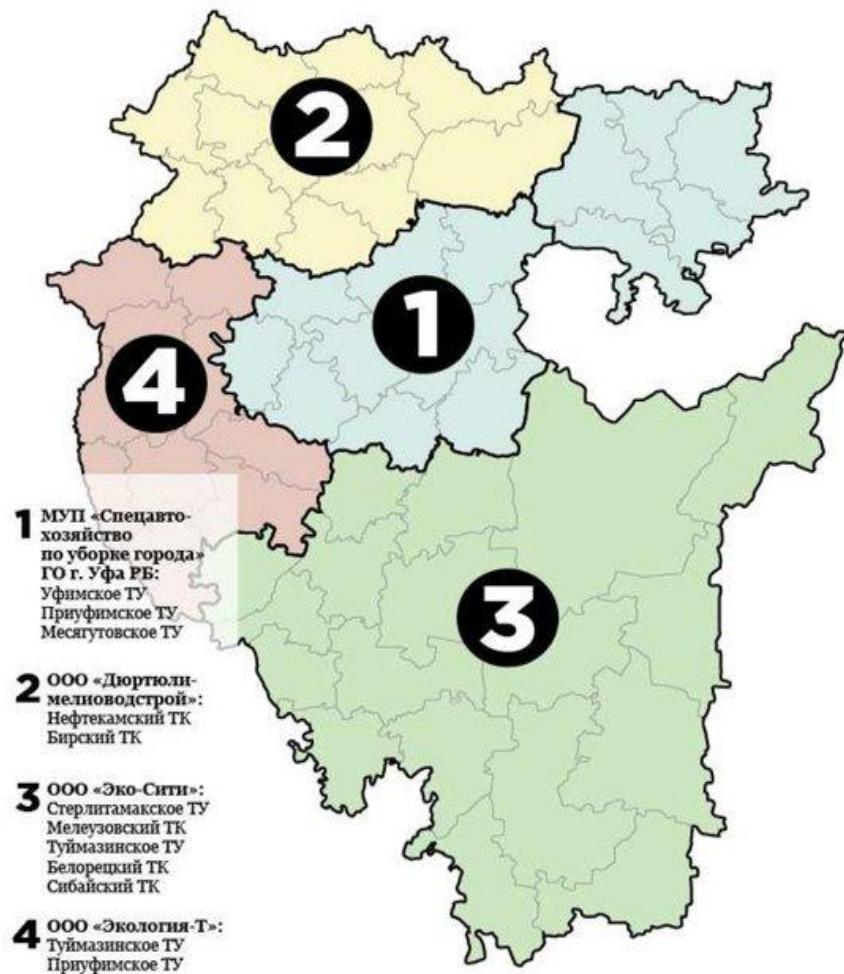 2
1
4
3
1 МУП «Спецавто-
хозяйство
по уборке города»
ГО г. Уфа РБ:
Уфимское ТУ
Приуфимское ТУ
Месягутовское ТУ
2 ООО «Дюртюли-
мелиоводстрой»:
Нефтекамский ТК
Бирский ТК
3 ООО «Эко-Сити»:
Стерлитамакское ТУ
Мелеузовский ТК
Туймазинское ТУ
Белорецкий ТК
Сибайский ТК
4 ООО «Экология-Т»:
Туймазинское ТУ
Приуфимское ТУ